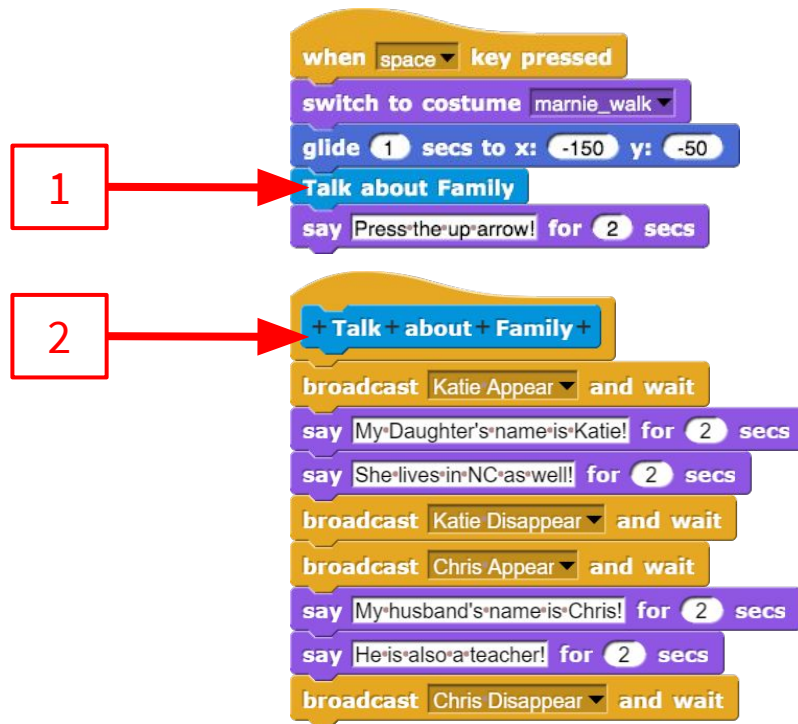 when space key pressed
switch to costume marnie_walk
glide 1 secs to x: -150 y: -50
1
Talk about Family
say Press the up arrow! for 2 secs
2
+ Talk + about + Family +
broadcast Katie Appear and wait
say My Daughter's name is Katie! for 2 secs
say She lives in NC as well! for 2 secs
broadcast Katie Disappear and wait
broadcast Chris Appear and wait
say My husband's name is Chris! for 2 secs
say He is also a teacher! for 2 secs
broadcast Chris Disappear and wait